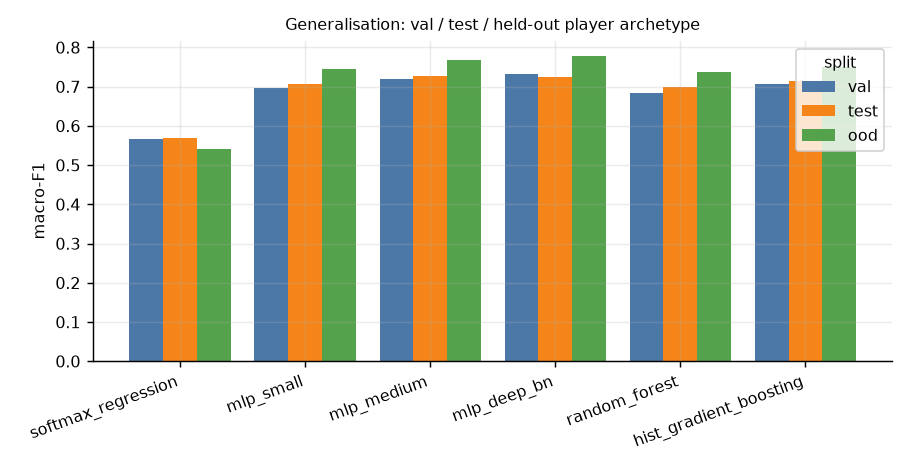 Generalisation: val / test / held-out player archetype
macro-F1
0.8
0.7
0.6
0.5
0.4
0.3
0.2
0.1
0.0
split
val
test
ood
softmax_regression
mlp_small
mlp_medium
mlp_deep_bn
random_forest
hist_gradient_boosting